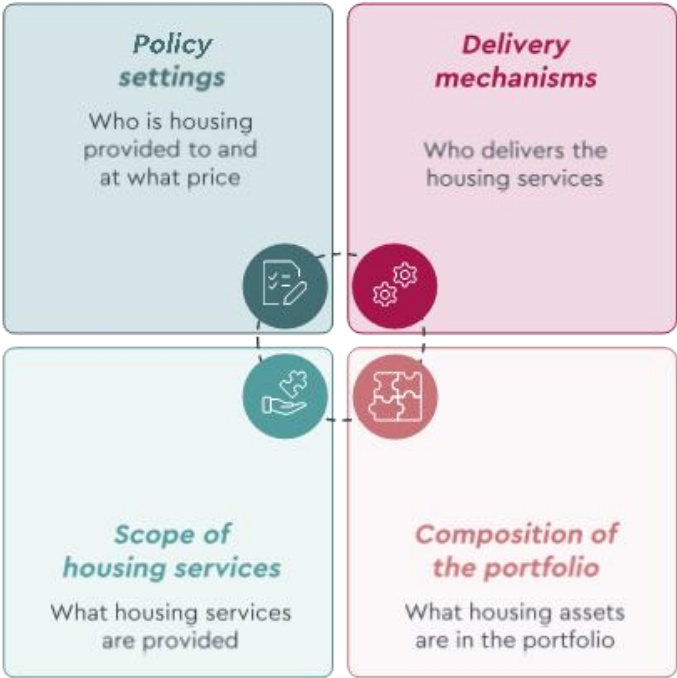 Policy
settings
Who is housing
provided to and
at what price
Delivery
mechanisms
Who delivers the
housing services
Scope of
housing services
What housing services
are provided
Composition of
the portfolio
What housing assets
are in the portfolio